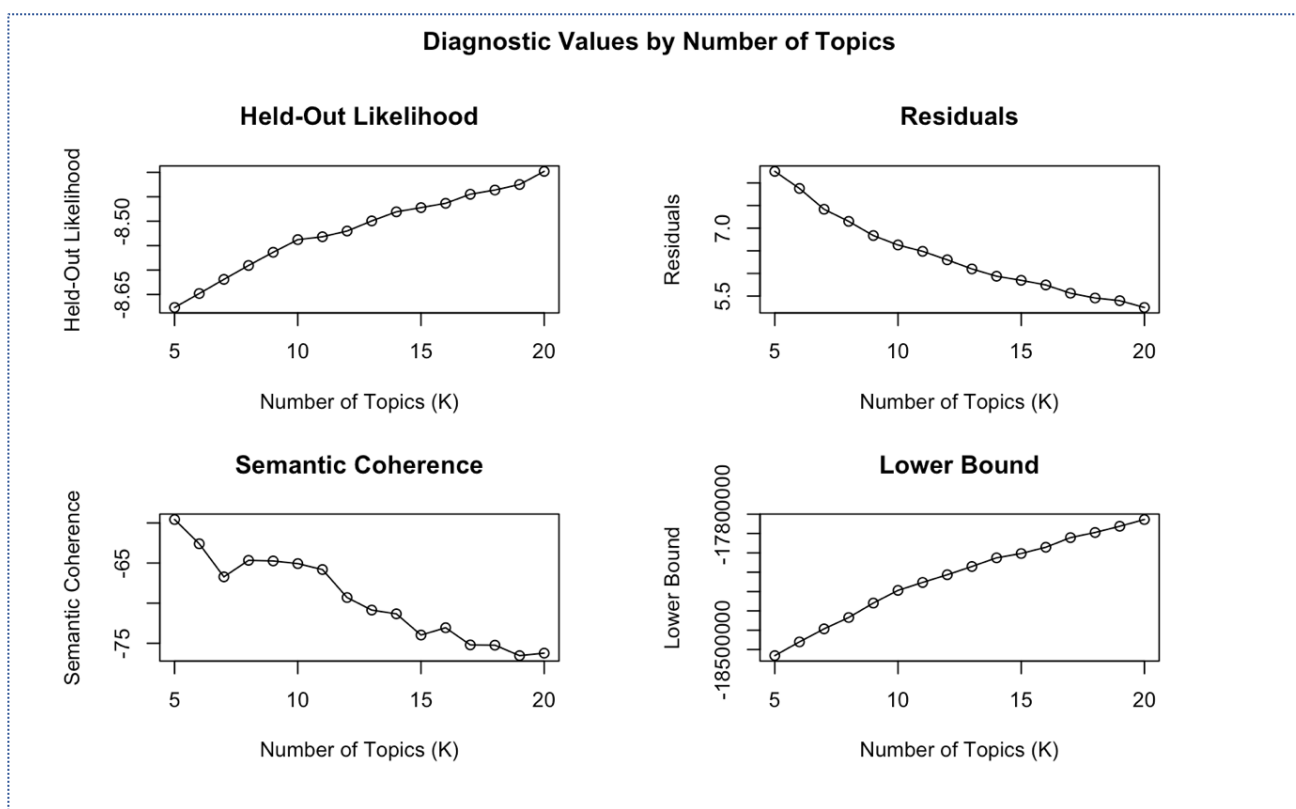 Diagnostic Values by Number of Topics
Held-Out Likelihood
Held-Out Likelihood
-8.50
-8.65
5 10 15 20
Number of Topics (K)
Residuals
Residuals
7.0
5.5
5 10 15 20
Number of Topics (K)
Semantic Coherence
Semantic Coherence
-65
-75
5 10 15 20
Number of Topics (K)
Lower Bound
Lower Bound
-17800000
-18500000
5 10 15 20
Number of Topics (K)